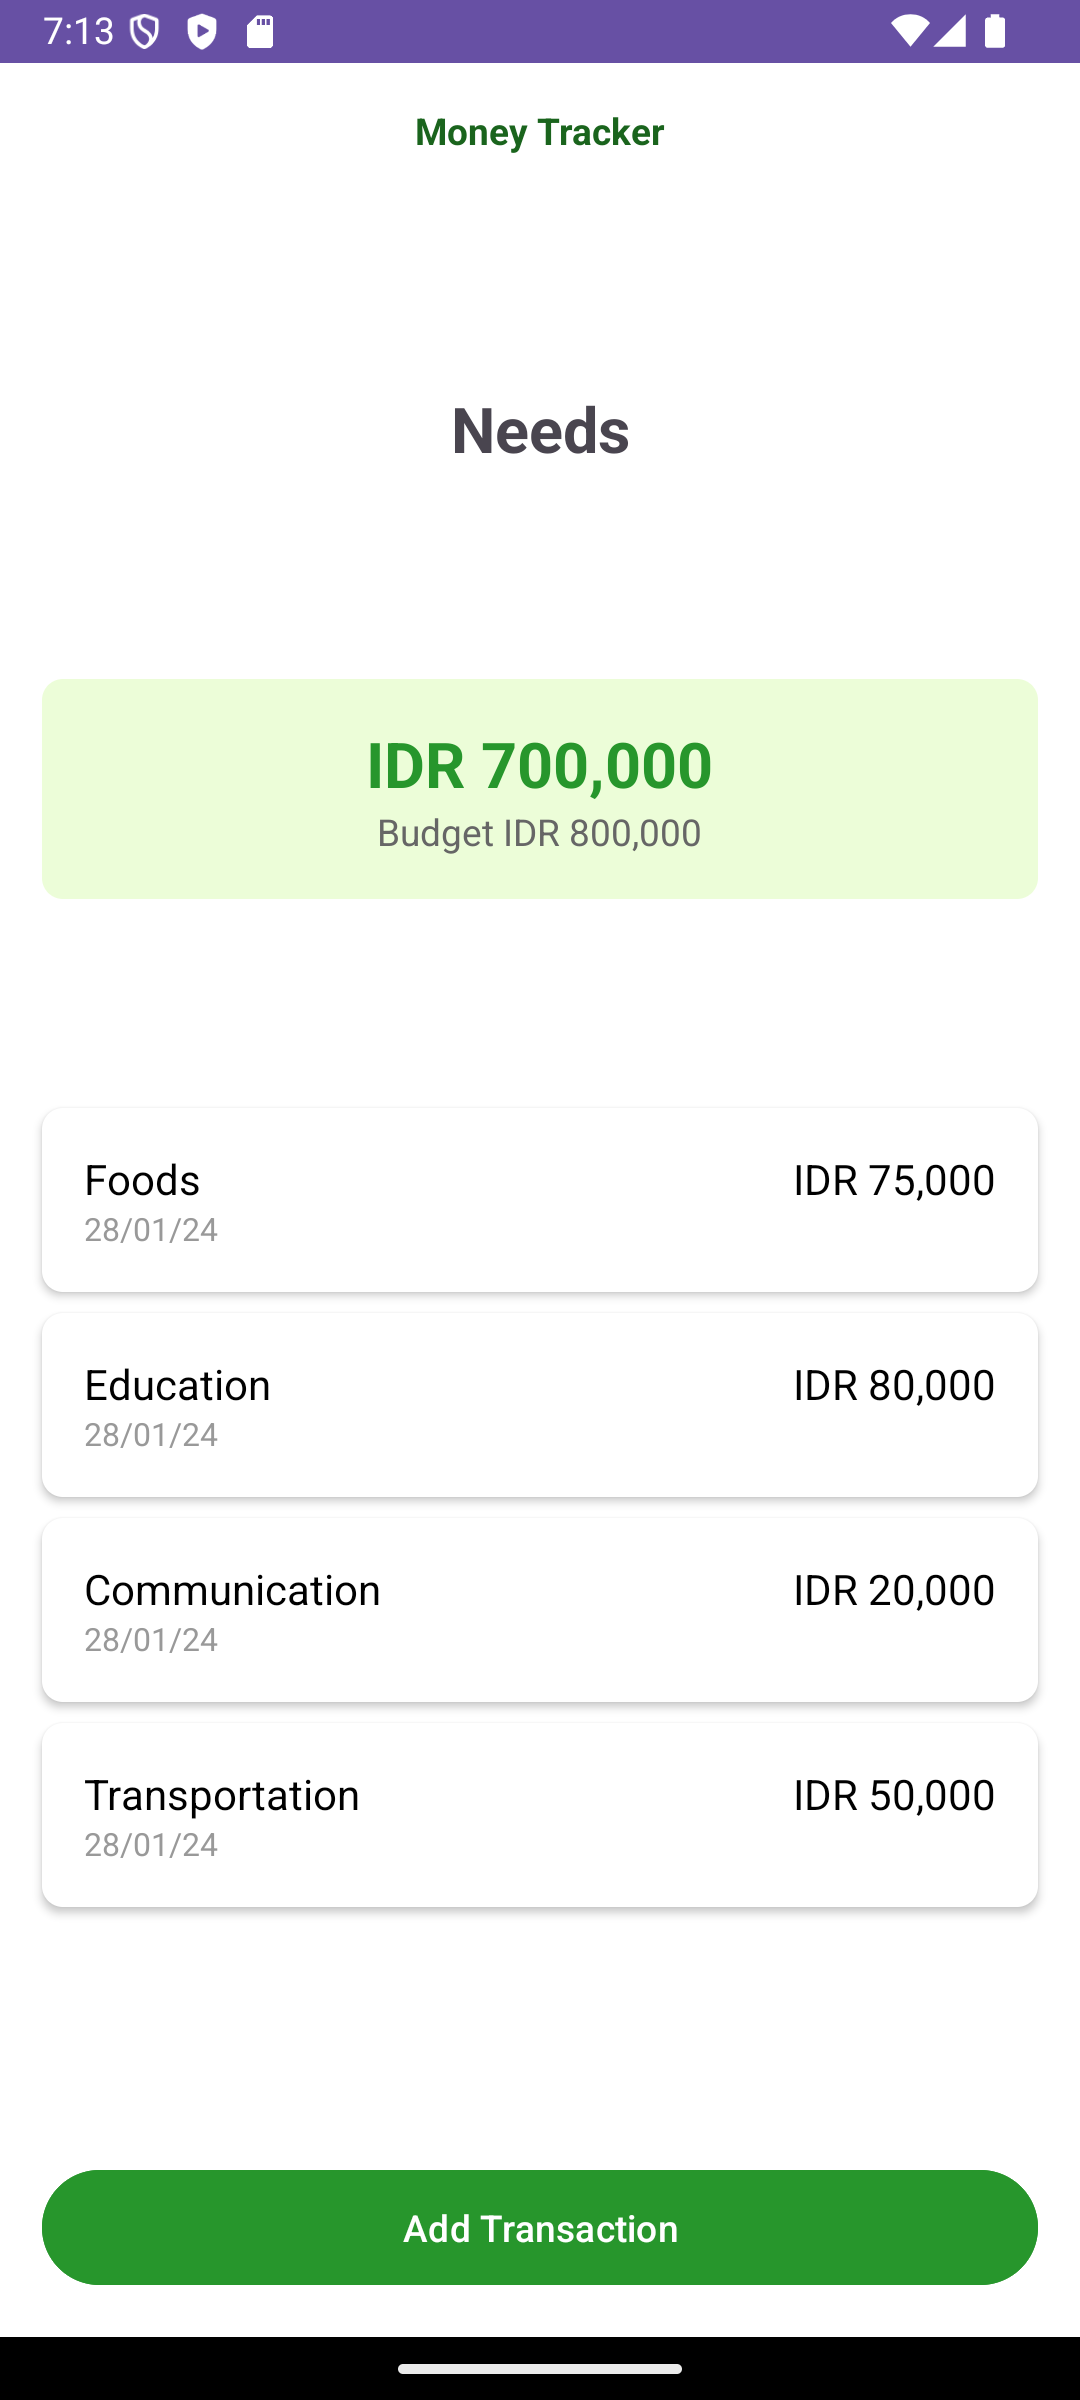 7:13
Money Tracker
Needs
IDR 700,000
Budget IDR 800,000
Foods
IDR 75,000
28/01/24
Education
IDR 80,000
28/01/24
Communication
IDR 20,000
28/01/24
Transportation
IDR 50,000
28/01/24
Add Transaction